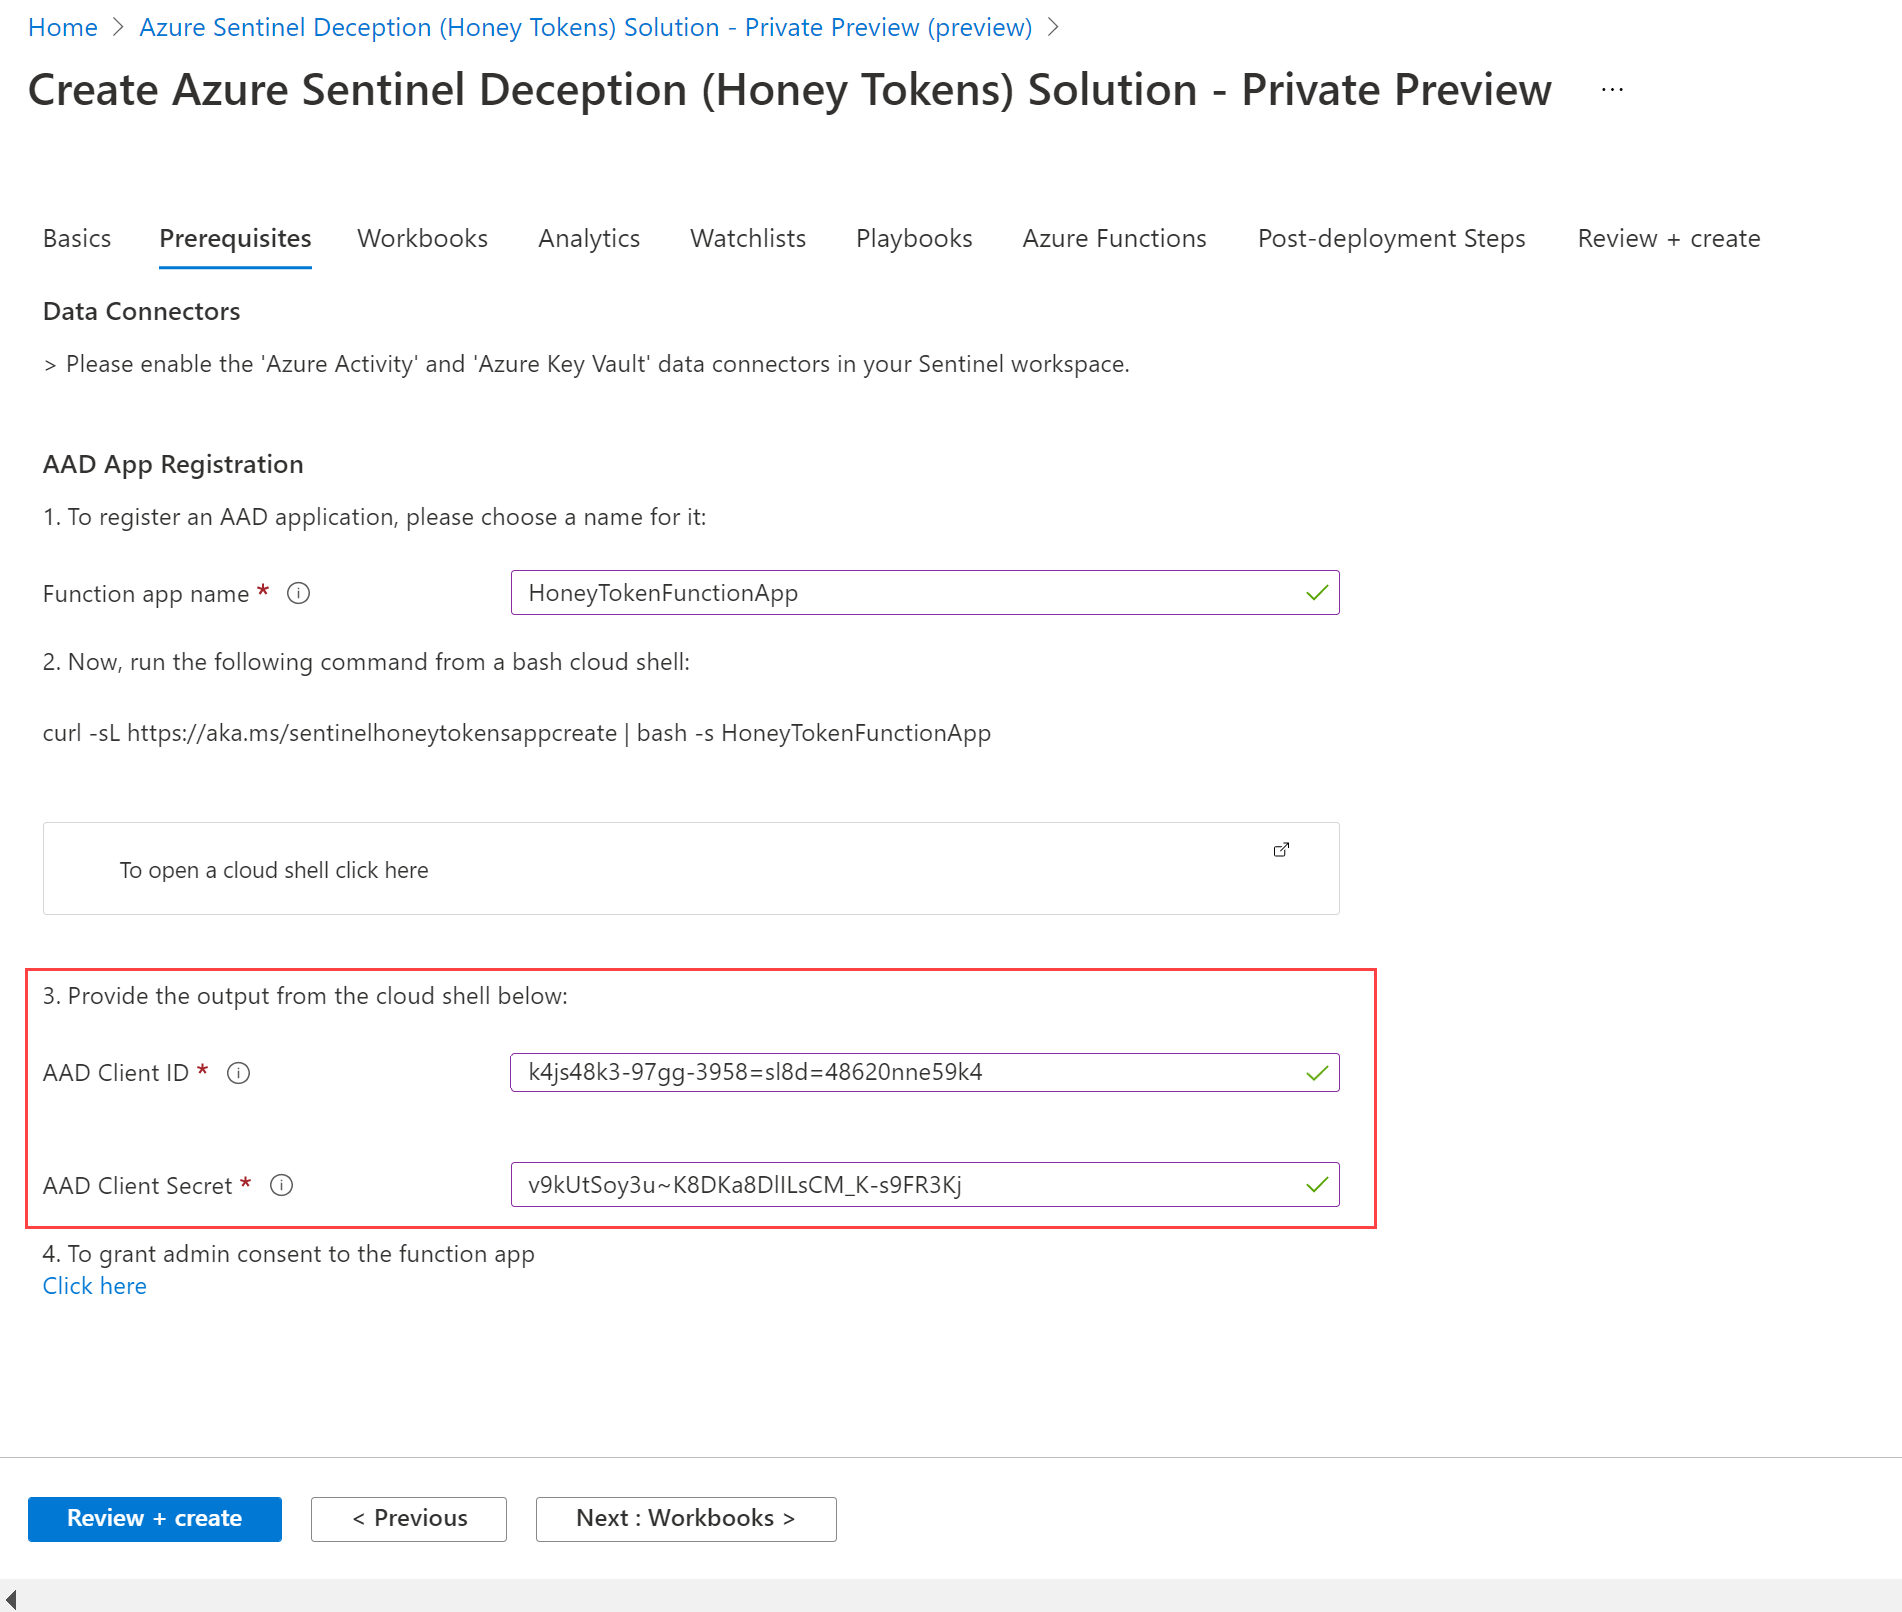 Home > Azure Sentinel Deception (Honey Tokens) Solution - Private Preview (preview) >
Create Azure Sentinel Deception (Honey Tokens) Solution - Private Preview ...
Basics Prerequisites Workbooks Analytics Watchlists Playbooks Azure Functions Post-deployment Steps Review + create
Data Connectors
> Please enable the 'Azure Activity' and 'Azure Key Vault' data connectors in your Sentinel workspace.
AAD App Registration
1. To register an AAD application, please choose a name for it:
Function app name * HoneyTokenFunctionApp
2. Now, run the following command from a bash cloud shell:
curl -sL https://aka.ms/sentinelhoneytokensappcreate | bash -s HoneyTokenFunctionApp
To open a cloud shell click here
3. Provide the output from the cloud shell below:
AAD Client ID * k4js48k3-97gg-3958=sl8d=48620nne59k4
AAD Client Secret * v9kUtSoy3u~K8DKa8DlILsCM_K-s9FR3Kj
4. To grant admin consent to the function app
Click here
Review + create < Previous Next : Workbooks >